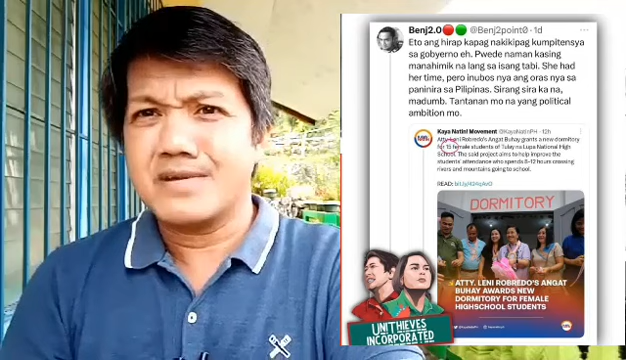 Benj2.0🔴🟢 @Benj2point0 · 1d
Eto ang hirap kapag nakikipag kumpitensya
sa gobyerno eh. Pwede naman kasing
manahimik na lang sa isang tabi. She had
her time, pero inubos nya ang oras nya sa
paninira sa Pilipinas. Sirang sira ka na,
madumb. Tantanan mo na yang political
ambition mo.
Kaya Natin! Movement @KayaNatinPH · 12h
Atty. Leni Robredo's Angat Buhay grants a new dormitory
for 15 female students of Tulay na Lupa National High
School. The said project aims to help improve the
students' attendance who spends 8-12 hours crossing
rivers and mountains going to school.
READ:
DORMITORY
ATTY. LENI ROBREDO'S ANGAT
BUHAY AWARDS NEW
DORMITORY FOR FEMALE
HIGHSCHOOL STUDENTS
UNITHIEVES
INCORPORATED